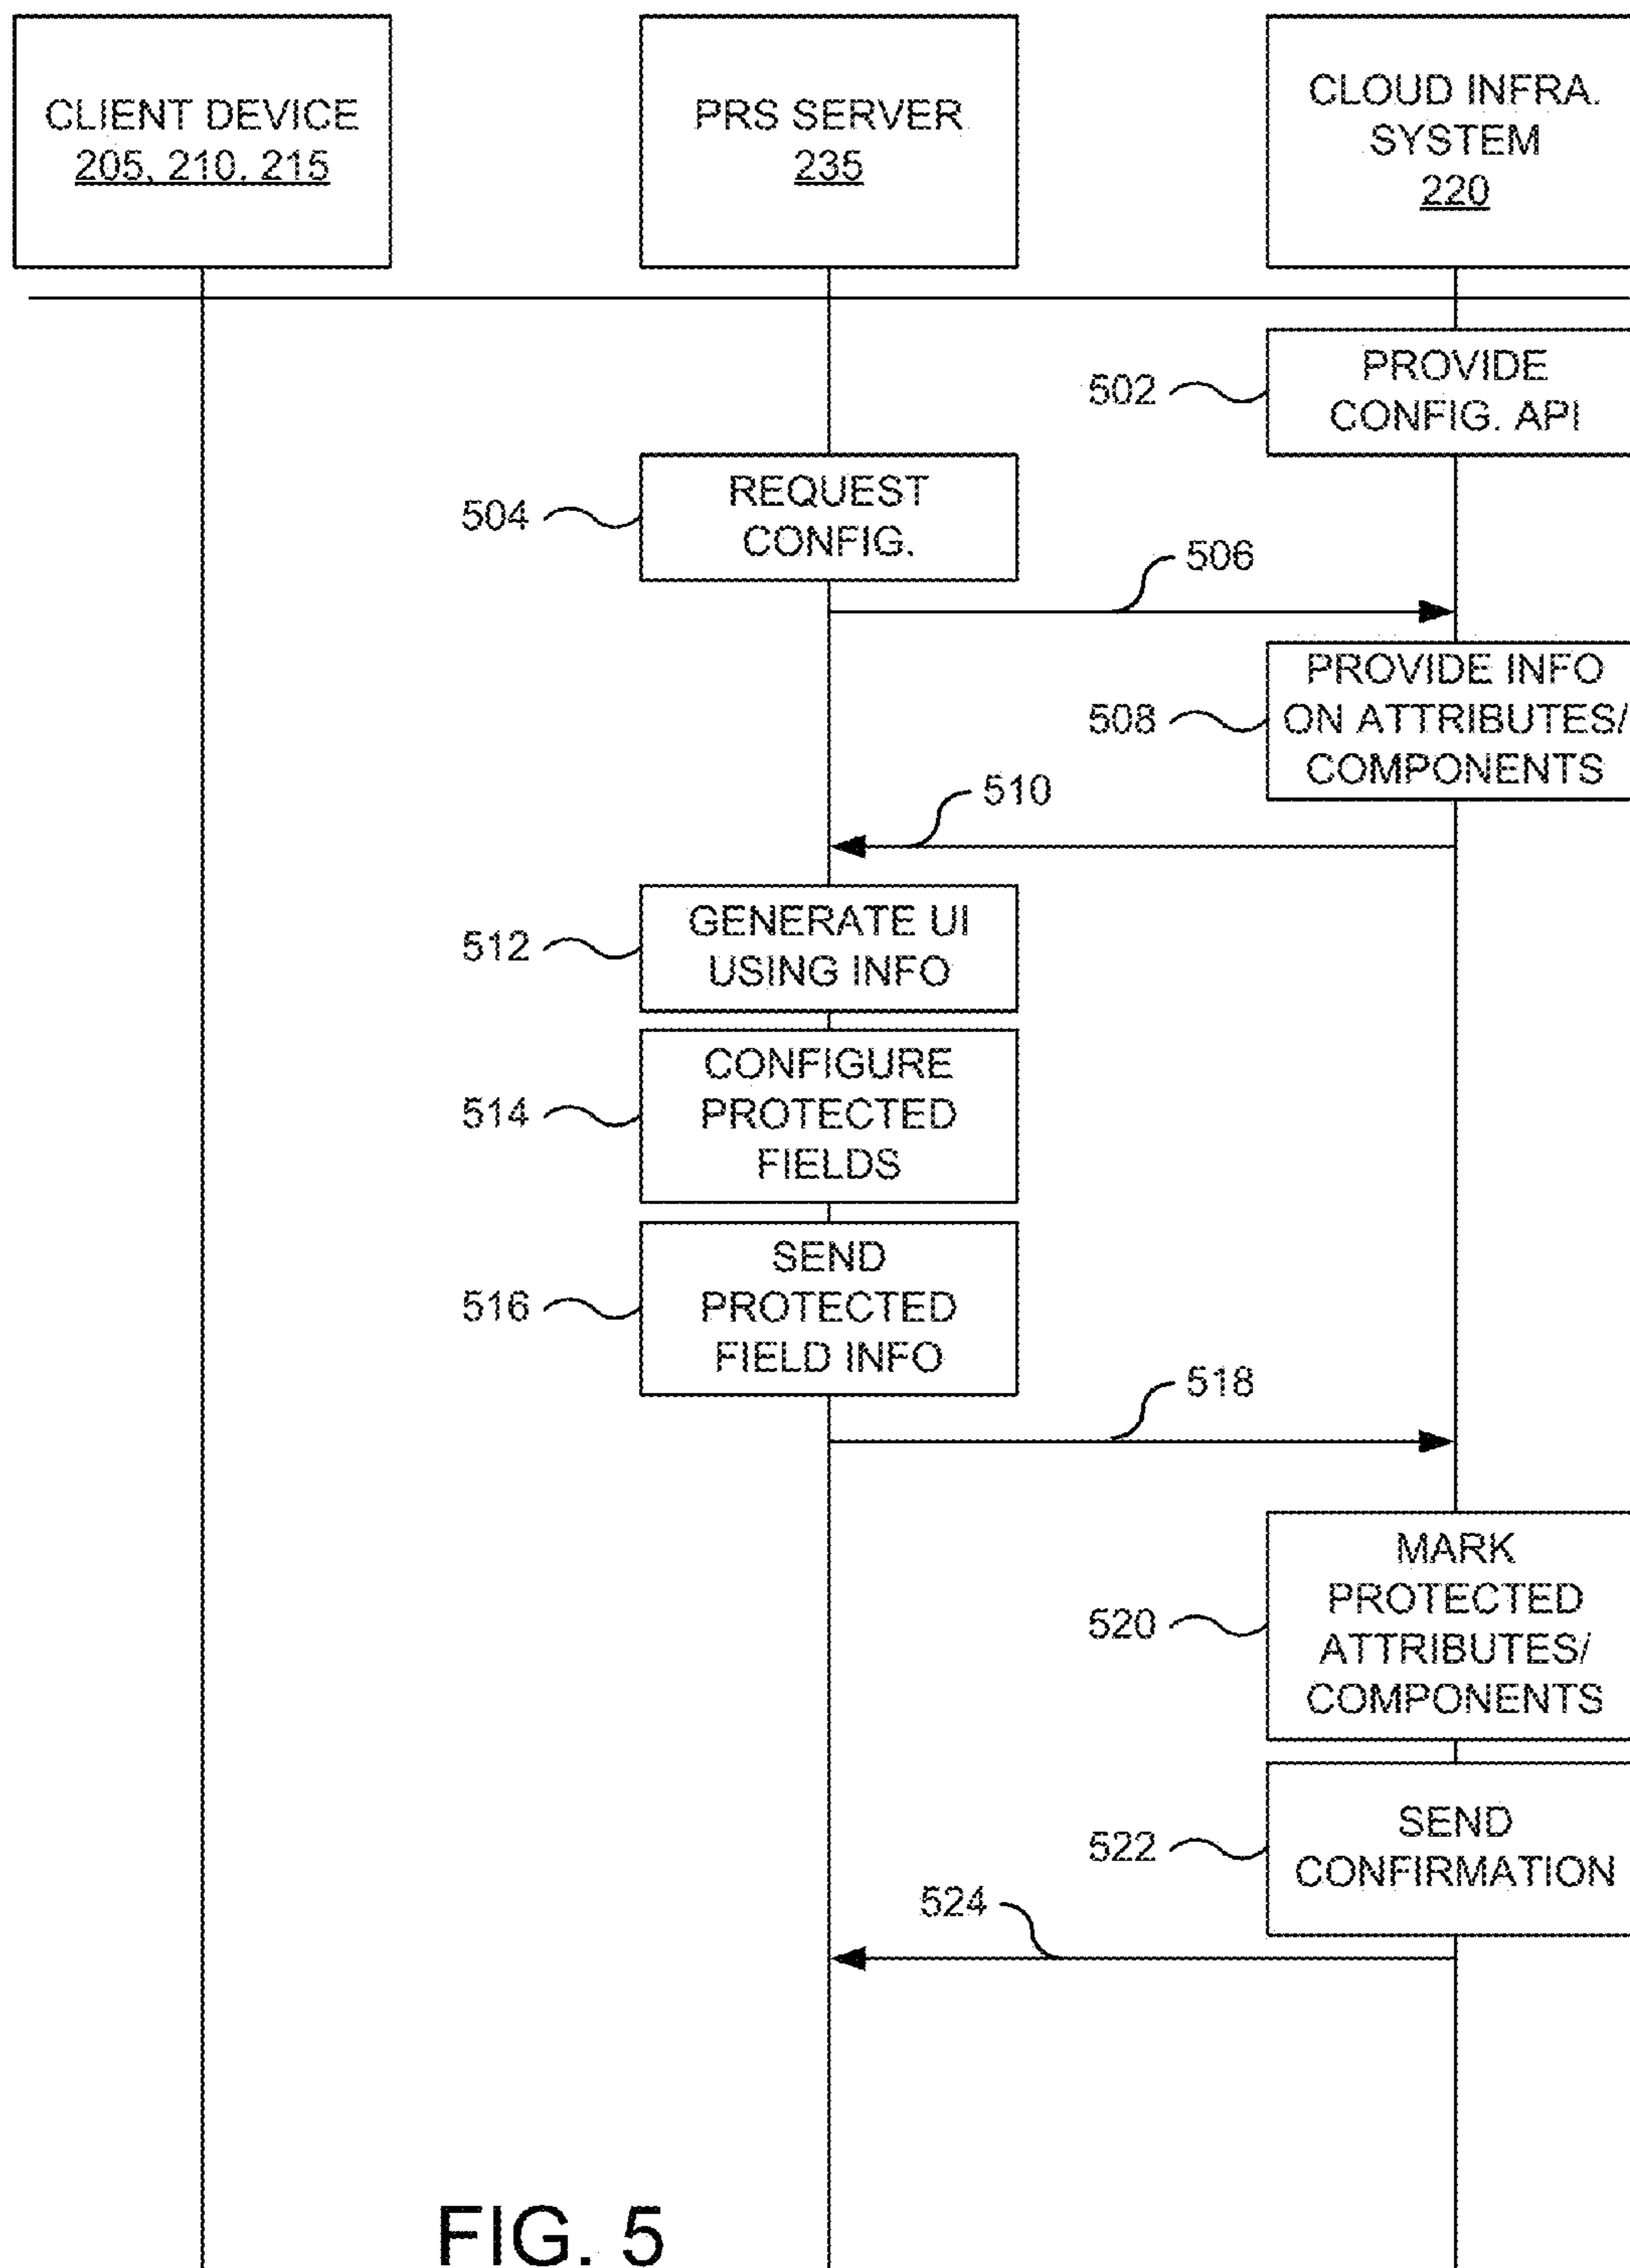 CLIENT DEVICE
205, 210, 215
PRS SERVER
235
CLOUD INFRA.
SYSTEM
220
502
PROVIDE
CONFIG. API
504
REQUEST
CONFIG.
506
508
PROVIDE INFO
ON ATTRIBUTES/
COMPONENTS
510
512
GENERATE UI
USING INFO
514
CONFIGURE
PROTECTED
FIELDS
516
SEND
PROTECTED
FIELD INFO
518
520
MARK
PROTECTED
ATTRIBUTES/
COMPONENTS
522
SEND
CONFIRMATION
524
FIG. 5